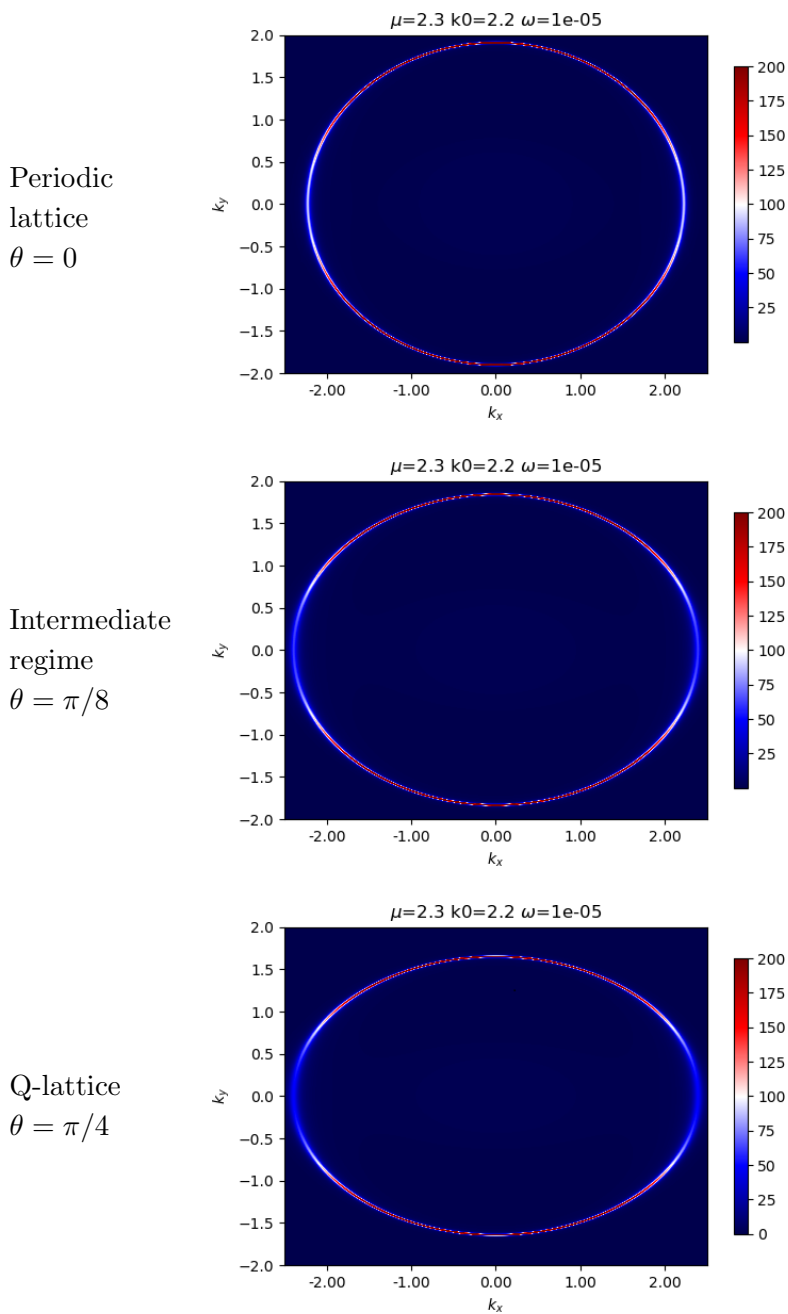 μ=2.3 k0=2.2 ω=1e-05
2.0
1.5
1.0
0.5
0.0
−0.5
−1.0
−1.5
−2.0
k_y
-2.00 -1.00 0.00 1.00 2.00
k_x
200
175
150
125
100
75
50
25
Periodic
lattice
θ = 0
μ=2.3 k0=2.2 ω=1e-05
2.0
1.5
1.0
0.5
0.0
−0.5
−1.0
−1.5
−2.0
k_y
-2.00 -1.00 0.00 1.00 2.00
k_x
200
175
150
125
100
75
50
25
Intermediate
regime
θ = π/8
μ=2.3 k0=2.2 ω=1e-05
2.0
1.5
1.0
0.5
0.0
−0.5
−1.0
−1.5
−2.0
k_y
-2.00 -1.00 0.00 1.00 2.00
k_x
200
175
150
125
100
75
50
25
0
Q-lattice
θ = π/4